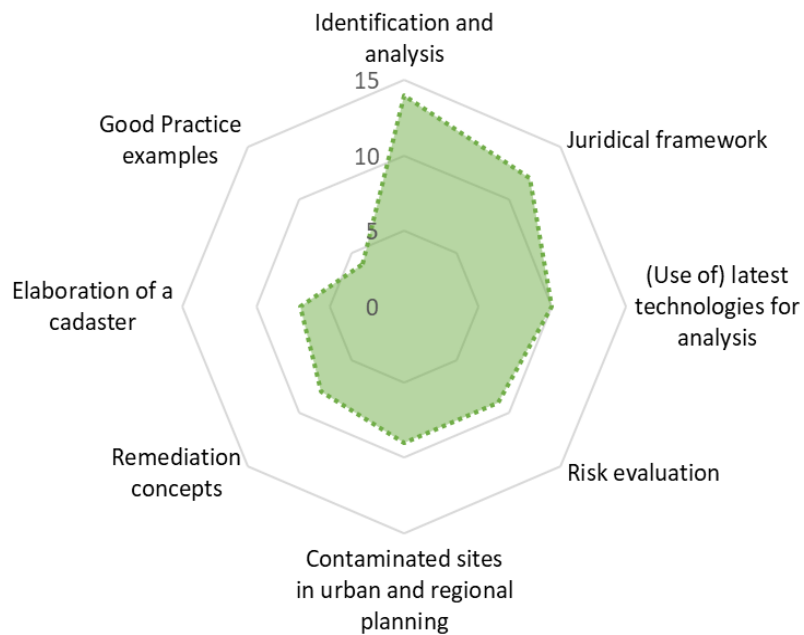 Identification and
analysis
15
Good Practice
examples
Juridical framework
10
5
Elaboration of a
cadaster
0
(Use of) latest
technologies for
analysis
Remediation
concepts
Risk evaluation
Contaminated sites
in urban and regional
planning